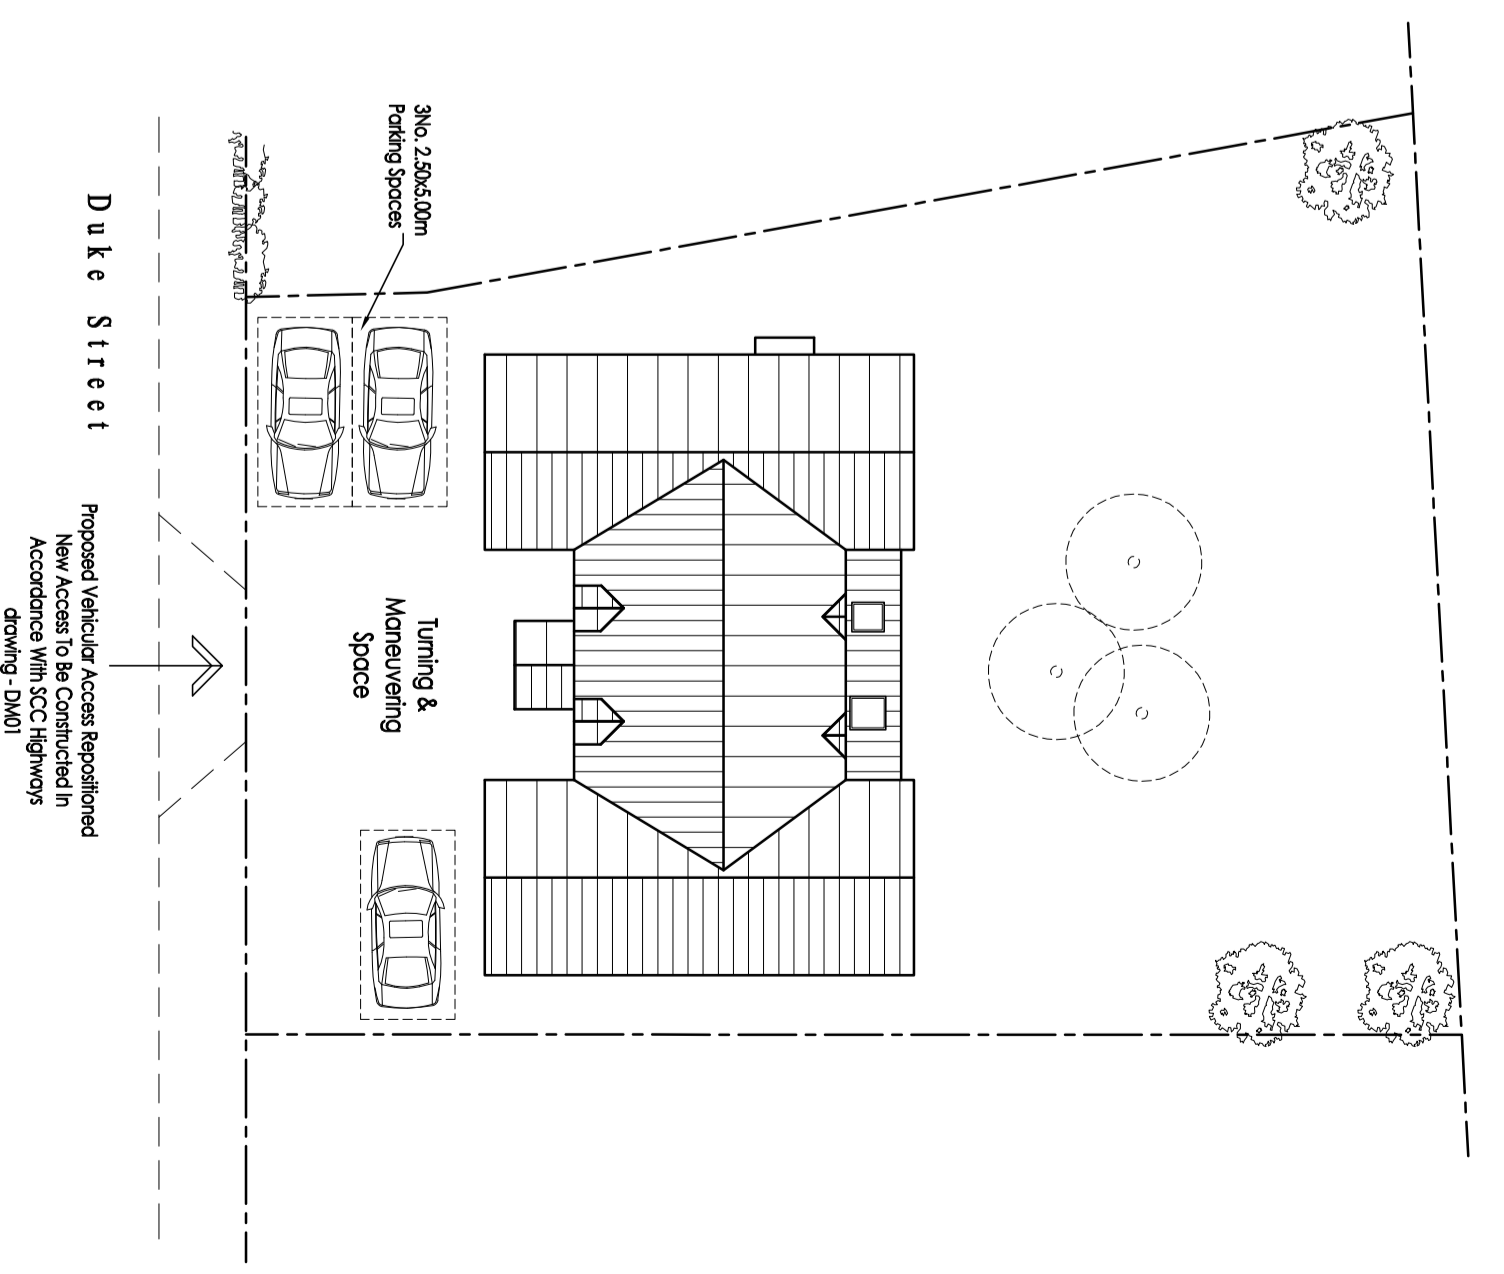 3No. 2.50x5.00m
Parking Spaces
Duke Street
Turning &
Maneuvering
Space
Proposed Vehicular Access Repositioned
New Access To Be Constructed In
Accordance With SCC Highways
drawing - DM01